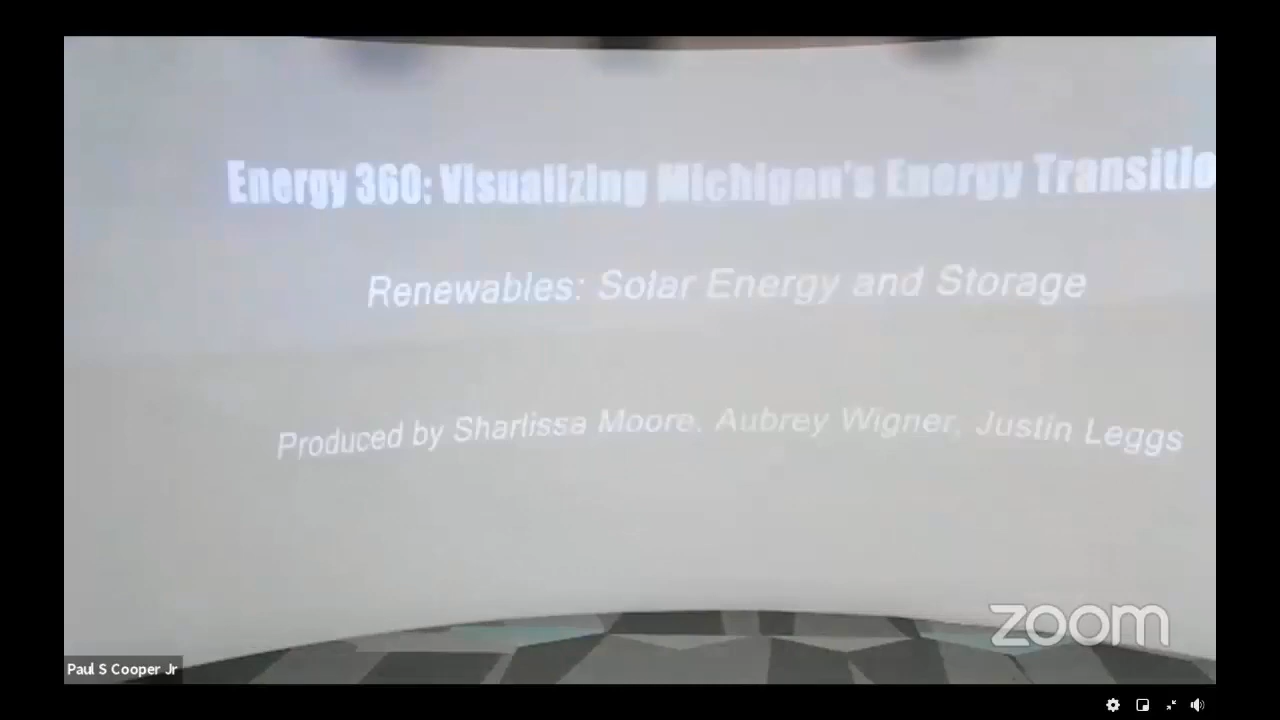 Energy 360: Visualizing Michigan's Energy Transitio
Renewables: Solar Energy and Storage
Produced by Sharlissa Moore, Aubrey Wigner, Justin Leggs
zoom
Paul S Cooper Jr